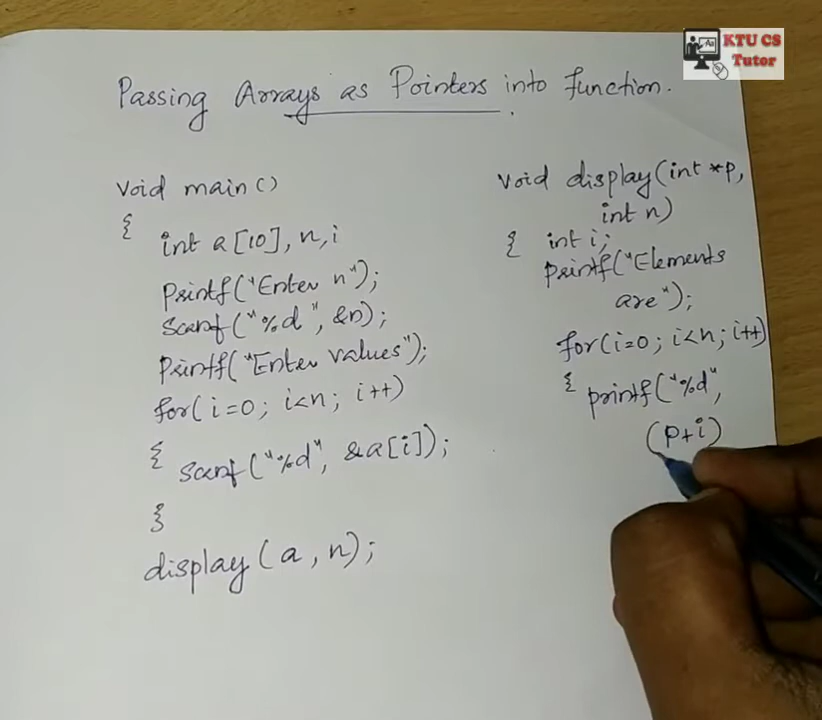 KTU CS
Tutor
Passing Arrays as Pointers into function.
void main()
{
int a[10], n, i
Printf("Enter n");
Scanf("%d", &n);
Printf("Enter values");
for(i=0; i<n; i++)
{
Scanf("%d", &a[i]);
}
display(a, n);
void display(int *p,
int n)
{ int i;
printf("Elements
are");
for(i=0; i<n; i++)
{ printf("%d",
(p+i)